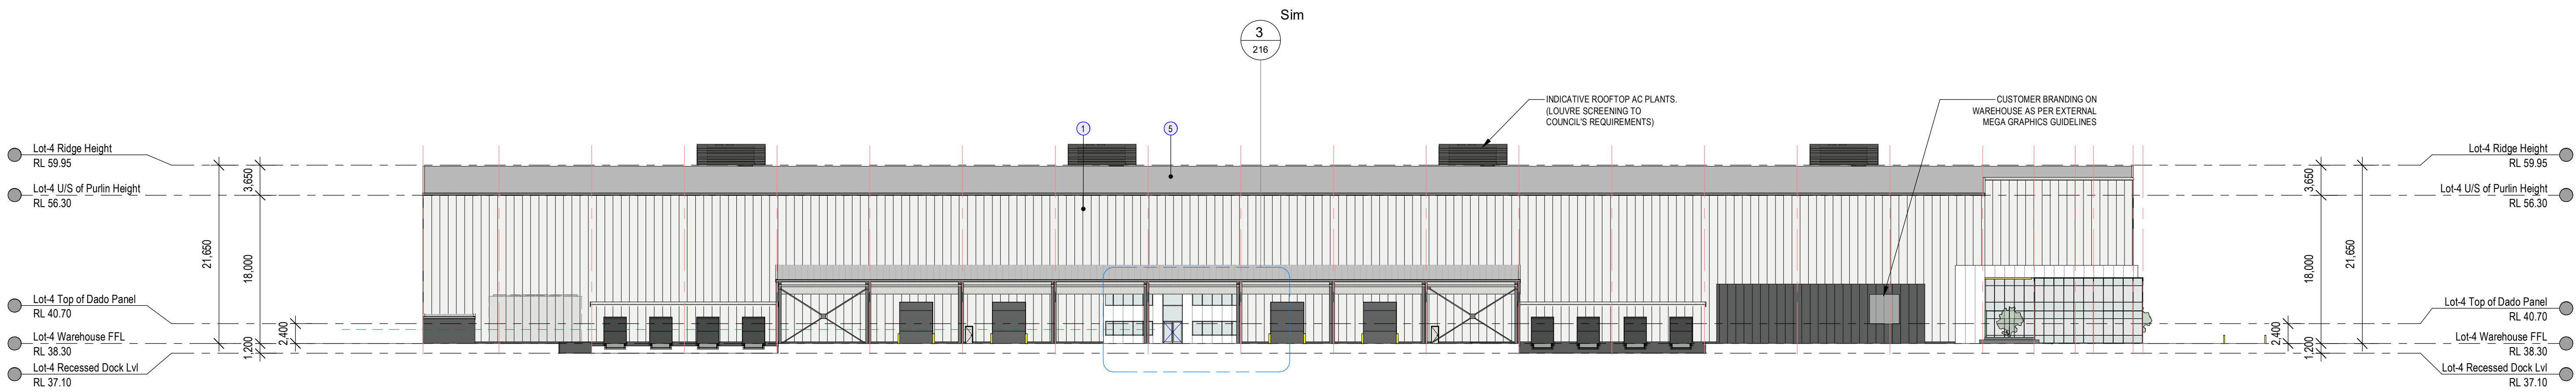 Sim
3
216
INDICATIVE ROOFTOP AC PLANTS.
(LOUVRE SCREENING TO
COUNCIL'S REQUIREMENTS)
CUSTOMER BRANDING ON
WAREHOUSE AS PER EXTERNAL
MEGA GRAPHICS GUIDELINES
1
5
Lot-4 Ridge Height
RL 59.95
Lot-4 U/S of Purlin Height
RL 56.30
Lot-4 Top of Dado Panel
RL 40.70
Lot-4 Warehouse FFL
RL 38.30
Lot-4 Recessed Dock Lvl
RL 37.10
21,650
3,650
18,000
1,200
2,400
Lot-4 Ridge Height
RL 59.95
Lot-4 U/S of Purlin Height
RL 56.30
Lot-4 Top of Dado Panel
RL 40.70
Lot-4 Warehouse FFL
RL 38.30
Lot-4 Recessed Dock Lvl
RL 37.10
2,400
3,650
18,000
1,200
21,650